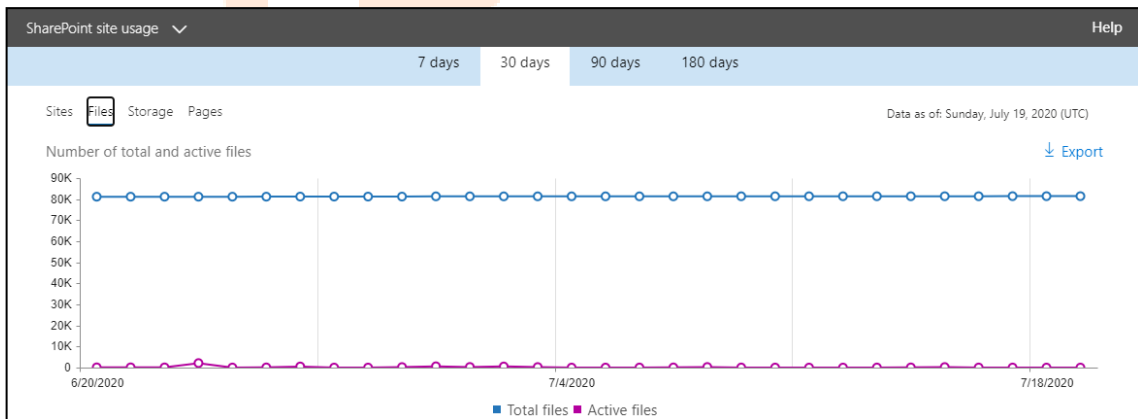 SharePoint site usage Help
7 days 30 days 90 days 180 days
Sites Files Storage Pages Data as of: Sunday, July 19, 2020 (UTC)
Number of total and active files Export
90K
80K
70K
60K
50K
40K
30K
20K
10K
0
6/20/2020 7/4/2020 7/18/2020
Total files Active files